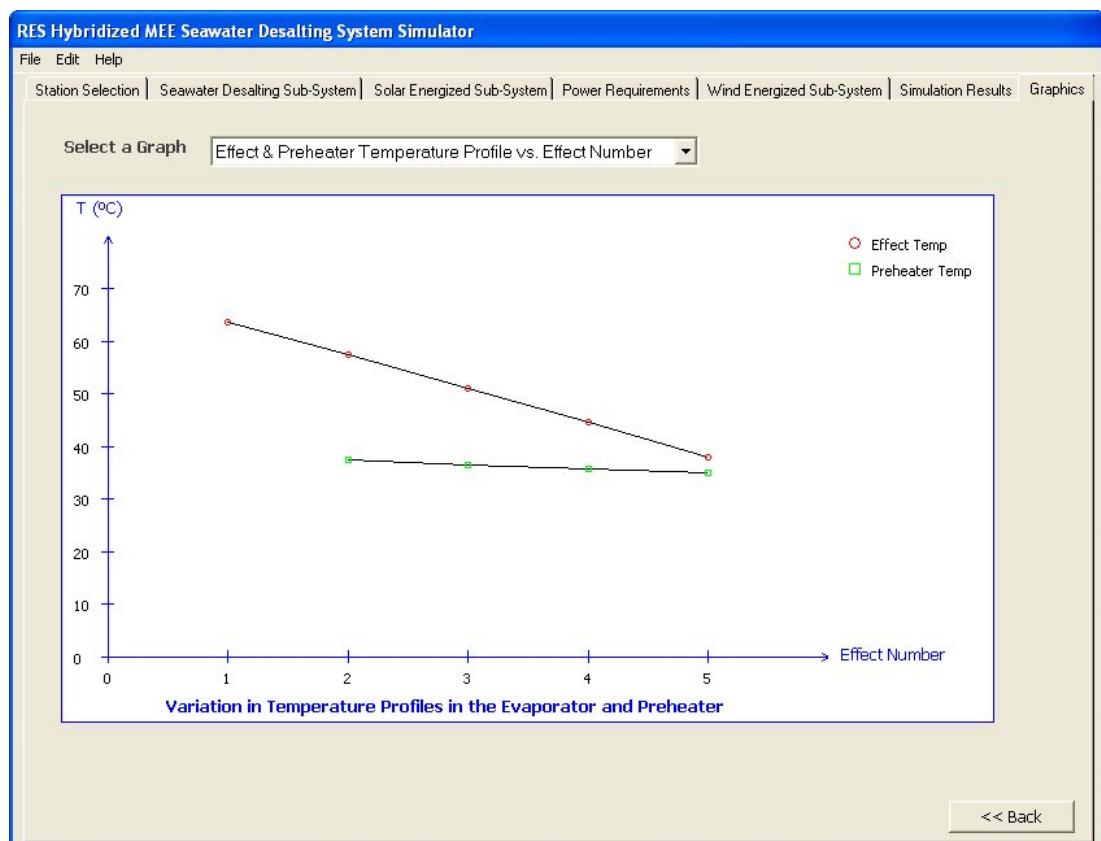 RES Hybridized MEE Seawater Desalting System Simulator
File Edit Help
Station Selection Seawater Desalting Sub-System Solar Energized Sub-System Power Requirements Wind Energized Sub-System Simulation Results Graphics
Select a Graph Effect & Preheater Temperature Profile vs. Effect Number
T (ºC)
Effect Temp
Preheater Temp
70
60
50
40
30
20
10
0
Effect Number
0 1 2 3 4 5
Variation in Temperature Profiles in the Evaporator and Preheater
<< Back